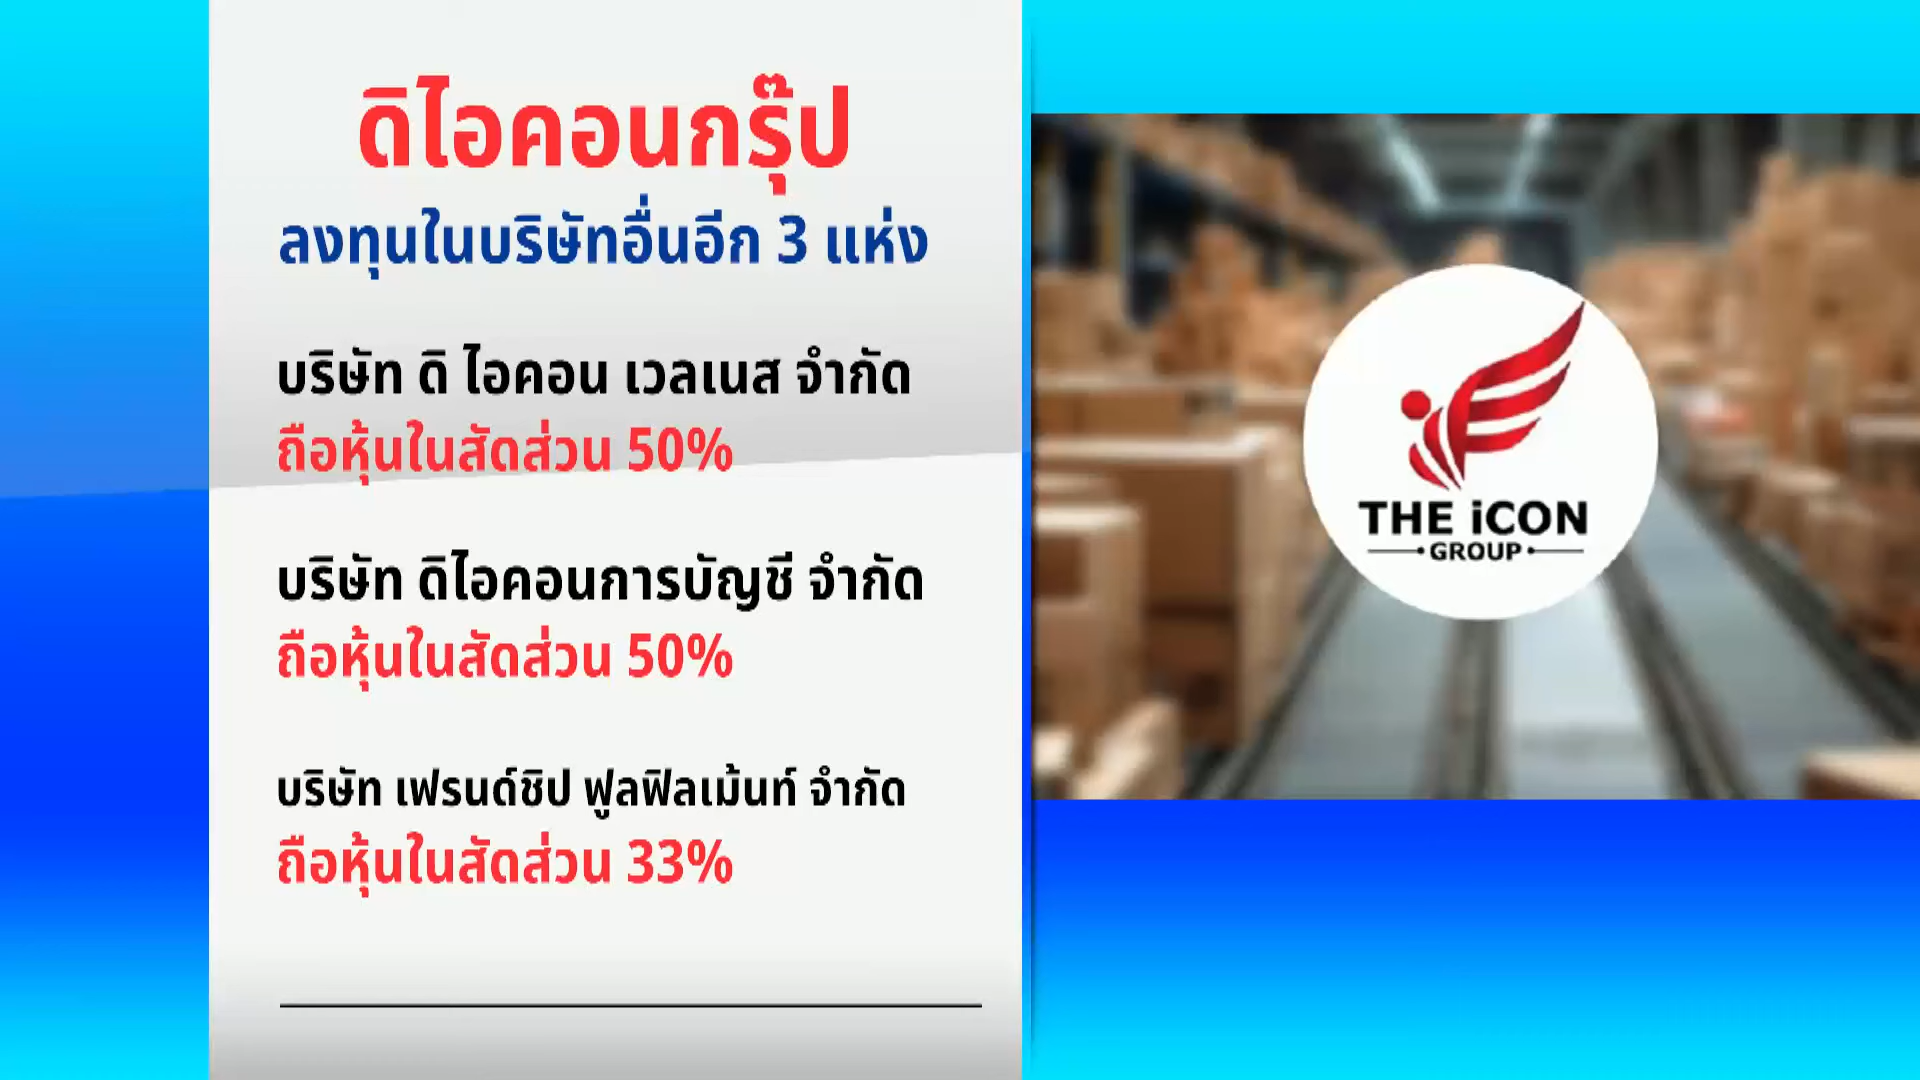 ดิไอคอนกรุ๊ป
ลงทุนในบริษัทอื่นอีก 3 แห่ง
บริษัท ดิ ไอคอน เวลเนส จำกัด
ถือหุ้นในสัดส่วน 50%
บริษัท ดิไอคอนการบัญชี จำกัด
ถือหุ้นในสัดส่วน 50%
บริษัท เฟรนด์ชิป ฟูลฟิลเม้นท์ จำกัด
ถือหุ้นในสัดส่วน 33%
THE iCON
GROUP